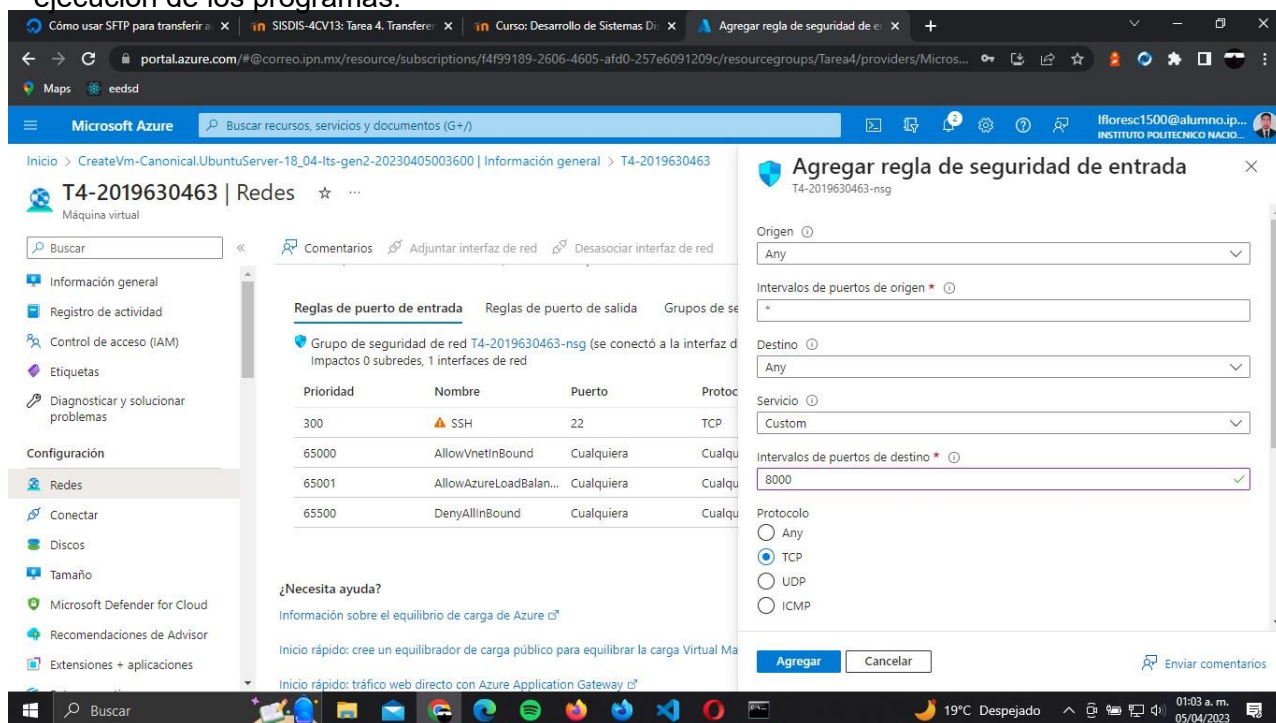 ejecución de los programas.
Cómo usar SFTP para transferir a
SISDIS-4CV13: Tarea 4. Transferen
Curso: Desarrollo de Sistemas Dis
Agregar regla de seguridad de en
portal.azure.com/#@correo.ipn.mx/resource/subscriptions/f4f99189-2606-4605-afd0-257e6091209c/resourcegroups/Tarea4/providers/Micros...
Maps eedsd
Microsoft Azure
Buscar recursos, servicios y documentos (G+/)
2
lfloresc1500@alumno.ip...
INSTITUTO POLITECNICO NACIO...
Inicio > CreateVm-Canonical.UbuntuServer-18_04-lts-gen2-20230405003600 | Información general > T4-2019630463
T4-2019630463 | Redes
Máquina virtual
Buscar
Información general
Registro de actividad
Control de acceso (IAM)
Etiquetas
Diagnosticar y solucionar
problemas
Configuración
Redes
Conectar
Discos
Tamaño
Microsoft Defender for Cloud
Recomendaciones de Advisor
Extensiones + aplicaciones
Comentarios Adjuntar interfaz de red Desasociar interfaz de red
Reglas de puerto de entrada Reglas de puerto de salida Grupos de se
Grupo de seguridad de red T4-2019630463-nsg (se conectó a la interfaz d
Impactos 0 subredes, 1 interfaces de red
Prioridad Nombre Puerto Protoc
300 SSH 22 TCP
65000 AllowVnetInBound Cualquiera Cualqu
65001 AllowAzureLoadBalan... Cualquiera Cualqu
65500 DenyAllInBound Cualquiera Cualqu
¿Necesita ayuda?
Información sobre el equilibrio de carga de Azure
Inicio rápido: cree un equilibrador de carga público para equilibrar la carga Virtual Ma
Inicio rápido: tráfico web directo con Azure Application Gateway
Agregar regla de seguridad de entrada
T4-2019630463-nsg
Origen
Any
Intervalos de puertos de origen *
*
Destino
Any
Servicio
Custom
Intervalos de puertos de destino *
8000
Protocolo
Any
TCP
UDP
ICMP
Agregar Cancelar
Enviar comentarios
Buscar
19°C Despejado
01:03 a. m.
05/04/2023